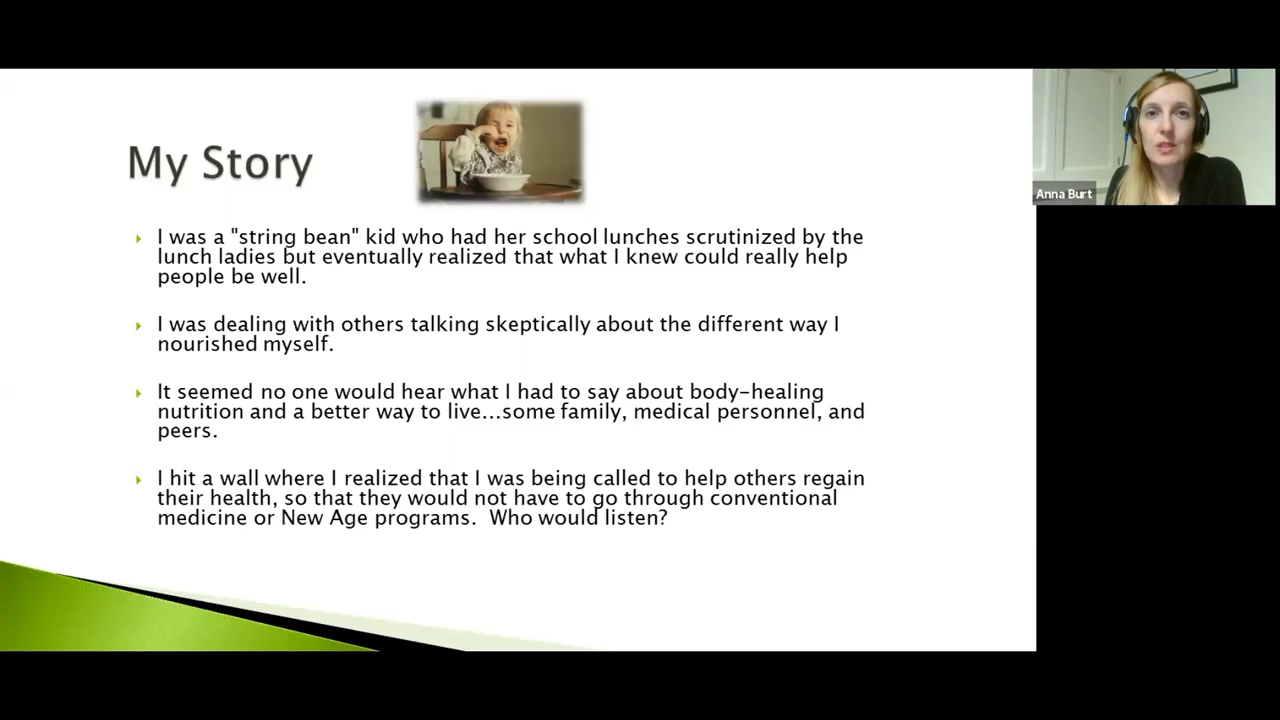 My Story
I was a "string bean" kid who had her school lunches scrutinized by the
lunch ladies but eventually realized that what I knew could really help
people be well.
I was dealing with others talking skeptically about the different way I
nourished myself.
It seemed no one would hear what I had to say about body-healing
nutrition and a better way to live...some family, medical personnel, and
peers.
I hit a wall where I realized that I was being called to help others regain
their health, so that they would not have to go through conventional
medicine or New Age programs.  Who would listen?
Anna Burt